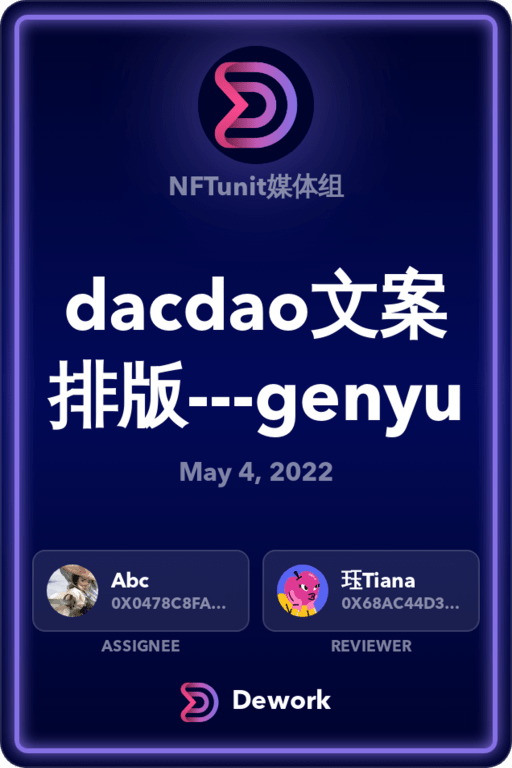 NFTunit媒体组
dacdao文案
排版---genyu
May 4, 2022
Abc
0X0478C8FA...
珏Tiana
0X68AC44D3...
ASSIGNEE
REVIEWER
Dework